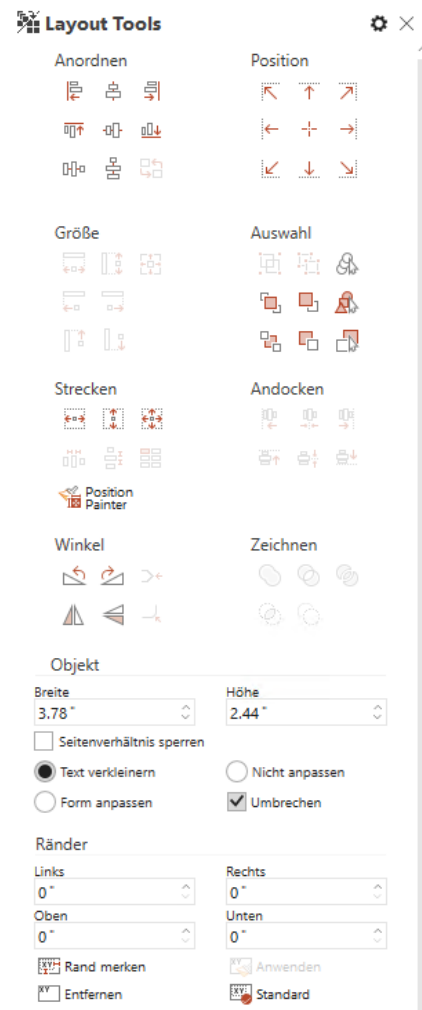 Layout Tools
Anordnen
Position
Größe
Auswahl
Strecken
Andocken
Position
Painter
Winkel
Zeichnen
Objekt
Breite
Höhe
3.78 "
2.44 "
Seitenverhältnis sperren
Text verkleinern
Nicht anpassen
Form anpassen
Umbrechen
Ränder
Links
Rechts
0 "
0 "
Oben
Unten
0 "
0 "
Rand merken
Anwenden
Entfernen
Standard